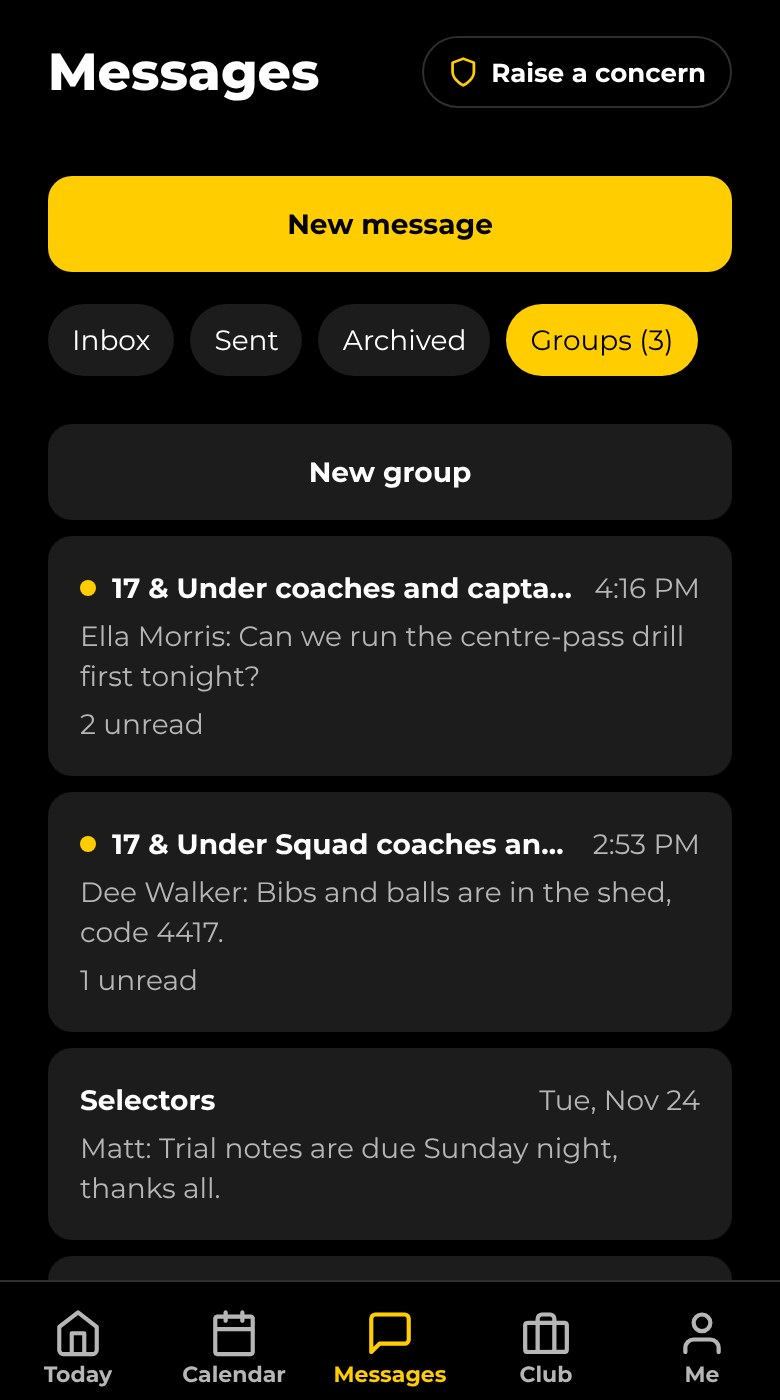 Messages
Raise a concern
New message
Inbox
Sent
Archived
Groups (3)
New group
17 & Under coaches and capta...
4:16 PM
Ella Morris: Can we run the centre-pass drill
first tonight?
2 unread
17 & Under Squad coaches an...
2:53 PM
Dee Walker: Bibs and balls are in the shed,
code 4417.
1 unread
Selectors
Tue, Nov 24
Matt: Trial notes are due Sunday night,
thanks all.
Today
Calendar
Messages
Club
Me